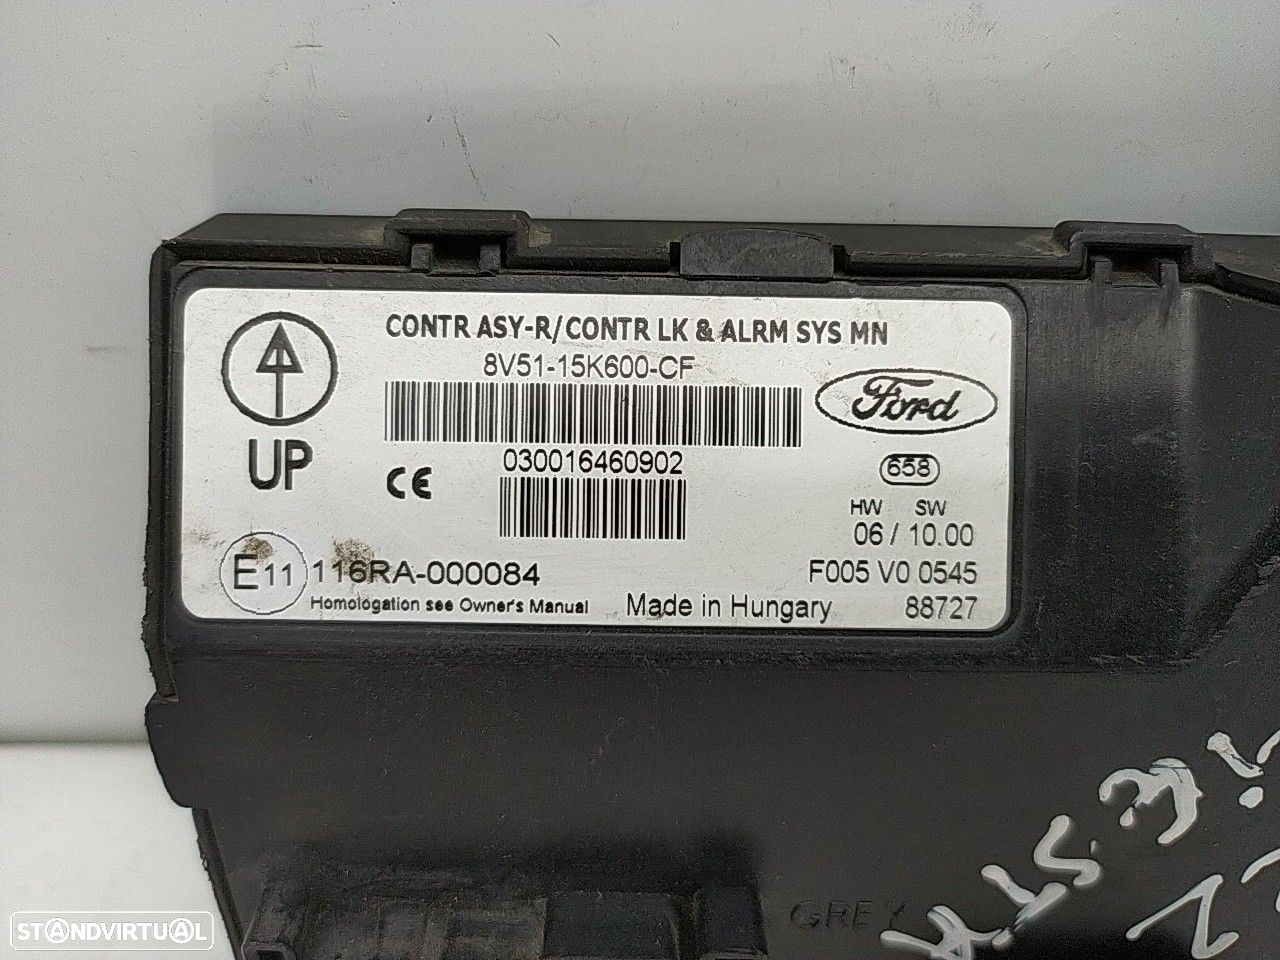 CONTR ASY-R/CONTR LK & ALRM SYS MN
8V51-15K600-CF
Ford
UP
030016460902
CE
658
HW SW
06 / 10.00
E11 116RA-000084
F005 V0 0545
Homologation see Owner's Manual
Made in Hungary
88727
GREY
STANDVIRTUAL